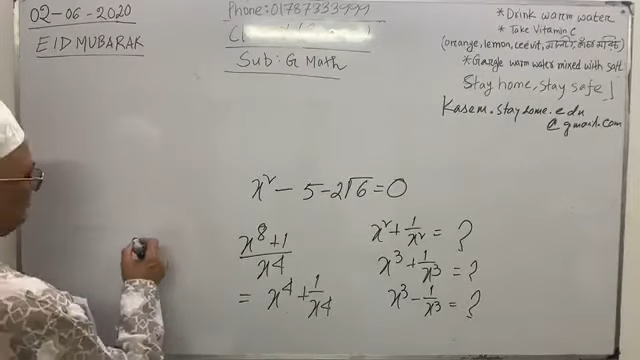 02-06-2020
EID MUBARAK
Phone: 01787333999
Sub: G Math
* Drink warm water
* Take Vitamin C
(orange, lemon, ceevit,
* Gargle warm water mixed with salt
Stay home, stay safe]
Kasem.stayhome.edu
@gmail.com
x² - 5 - 2√6 = 0
x⁸+1/x4
= x⁴ + 1/x4
x² + 1/x² = ?
x³ + 1/x³ = ?
x³ - 1/x³ = ?